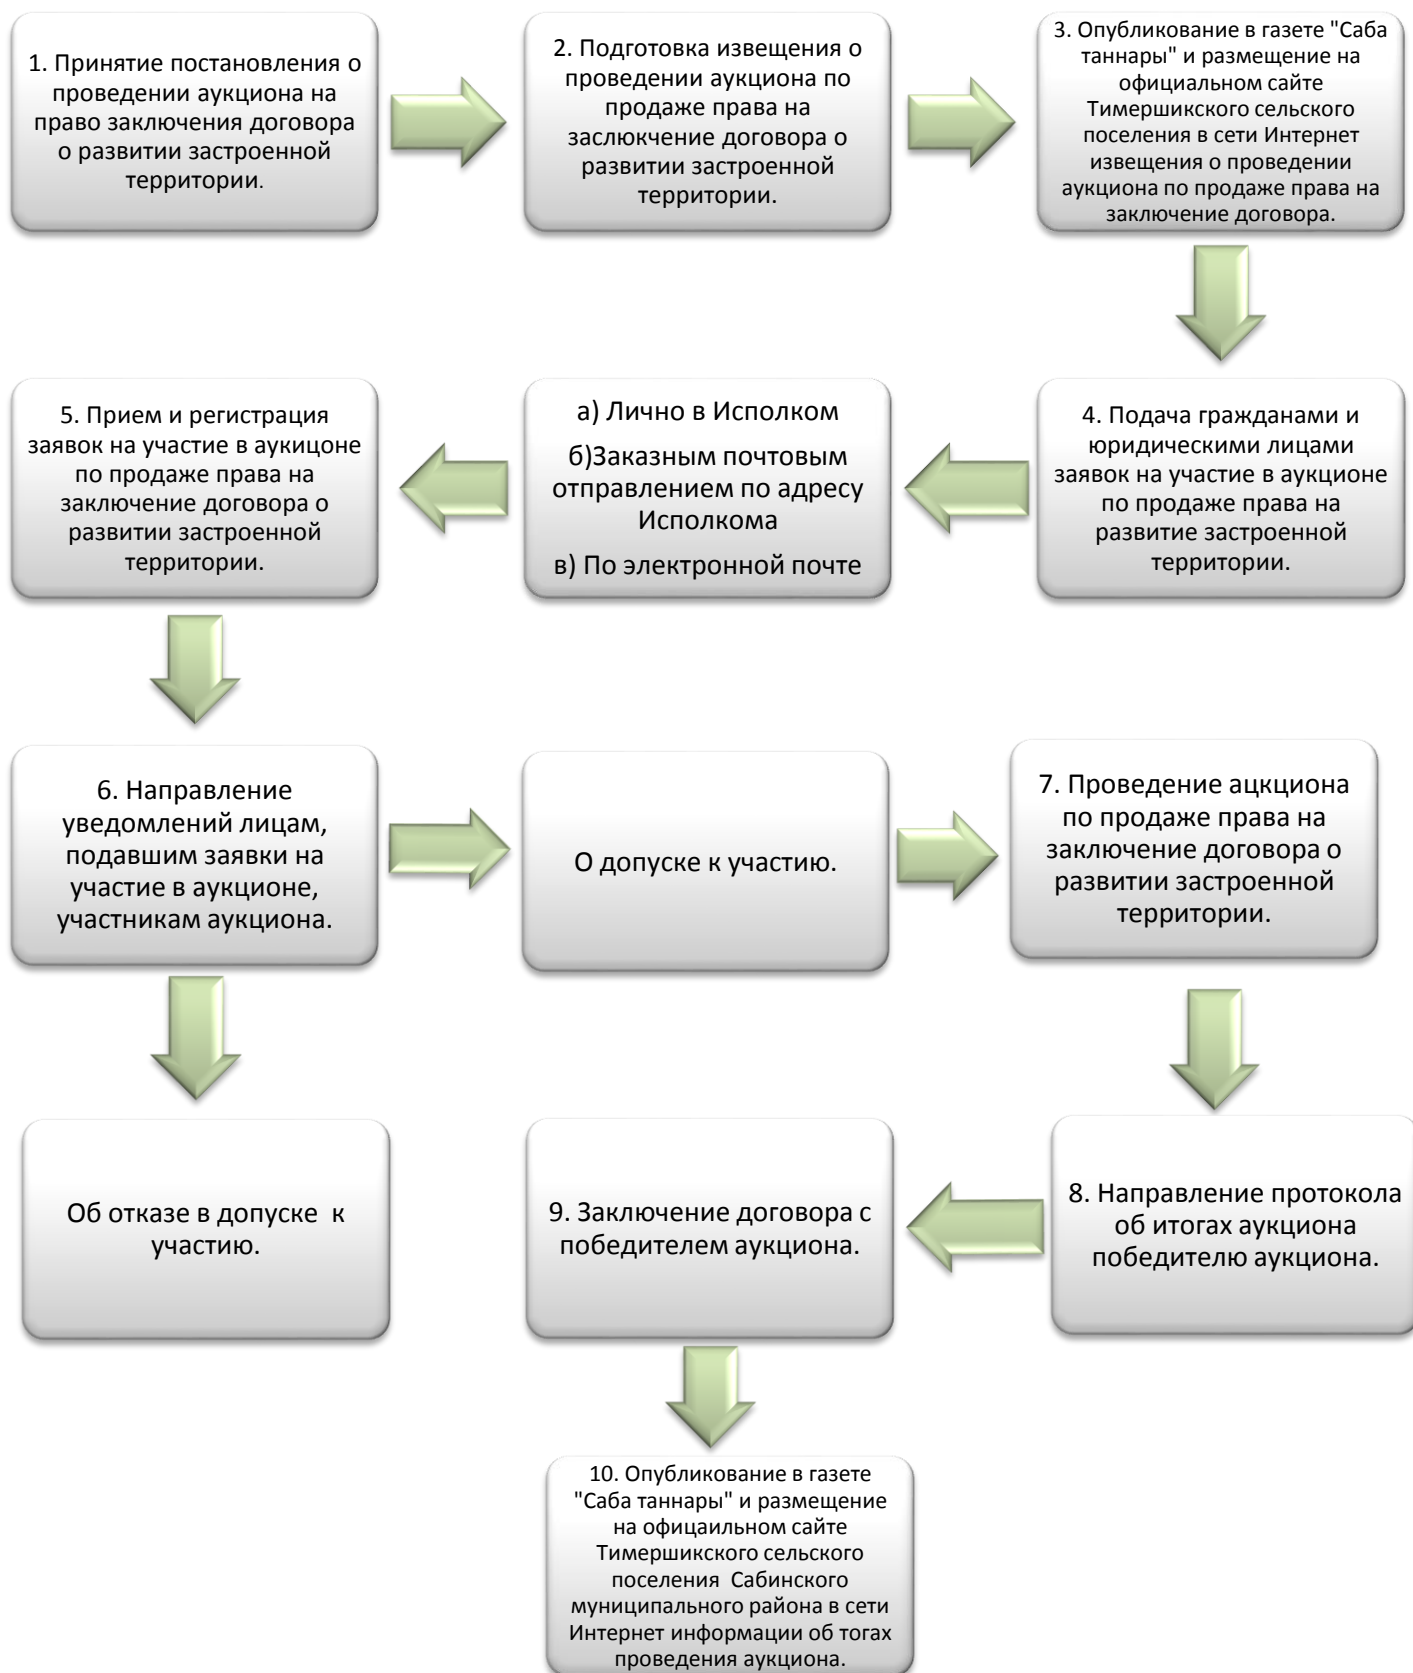 1. Принятие постановления о
проведении аукциона на
право заключения договора
о развитии застроенной
территории.
2. Подготовка извещения о
проведении аукциона по
продаже права на
заслюкчение договора о
развитии застроенной
территории.
3. Опубликование в газете "Саба
таннары" и размещение на
официальном сайте
Тимершикского сельского
поселения в сети Интернет
извещения о проведении
аукциона по продаже права на
заключение договора.
4. Подача гражданами и
юридическими лицами
заявок на участие в аукционе
по продаже права на
развитие застроенной
территории.
а) Лично в Исполком
б)Заказным почтовым
отправлением по адресу
Исполкома
в) По электронной почте
5. Прием и регистрация
заявок на участие в аукицоне
по продаже права на
заключение договора о
развитии застроенной
территории.
6. Направление
уведомлений лицам,
подавшим заявки на
участие в аукционе,
участникам аукциона.
О допуске к участию.
7. Проведение ацкциона
по продаже права на
заключение договора о
развитии застроенной
территории.
Об отказе в допуске  к
участию.
8. Направление протокола
об итогах аукциона
победителю аукциона.
9. Заключение договора с
победителем аукциона.
10. Опубликование в газете
"Саба таннары" и размещение
на офицаильном сайте
Тимершикского сельского
поселения  Сабинского
муниципального района в сети
Интернет информации об тогах
проведения аукциона.